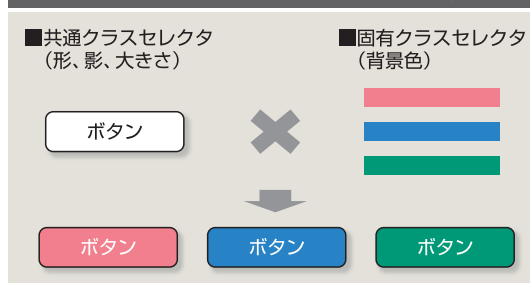 ■共通クラスセレクタ
（形、影、大きさ）
■固有クラスセレクタ
（背景色）
ボタン
ボタン
ボタン
ボタン